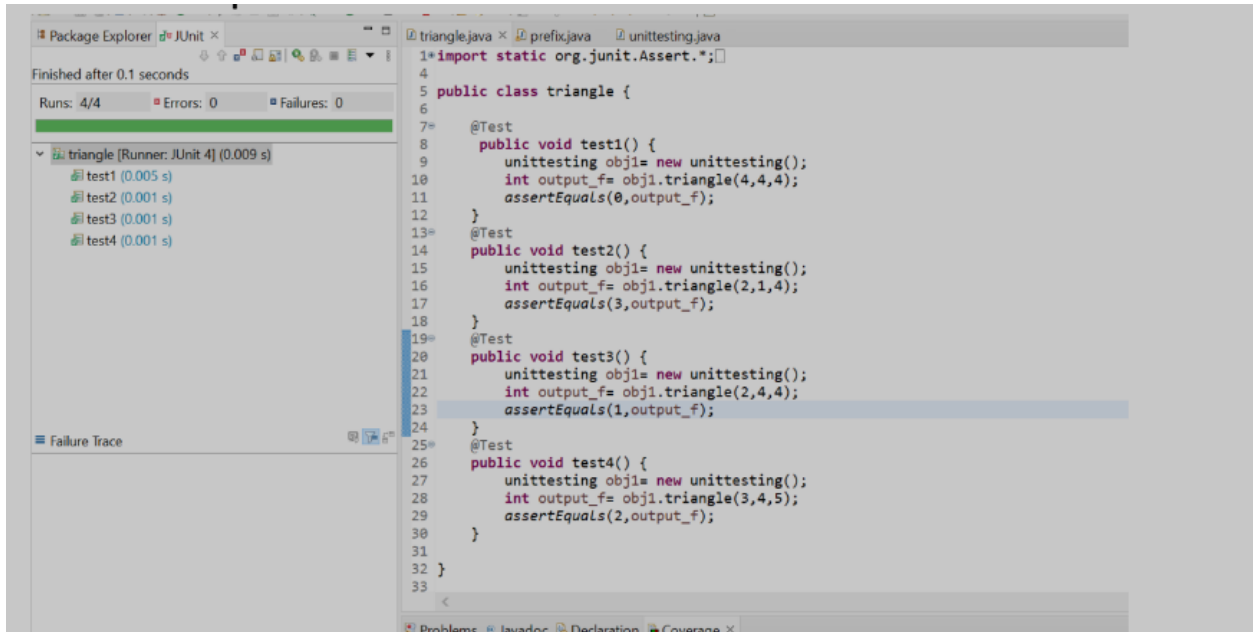 Package Explorer JUnit ×
Finished after 0.1 seconds
Runs: 4/4 Errors: 0 Failures: 0
triangle [Runner: JUnit 4] (0.009 s)
test1 (0.005 s)
test2 (0.001 s)
test3 (0.001 s)
test4 (0.001 s)
Failure Trace
triangle.java × prefix.java unittesting.java
1 import static org.junit.Assert.*;
4
5 public class triangle {
6
7 @Test
8 public void test1() {
9 unittesting obj1= new unittesting();
10 int output_f= obj1.triangle(4,4,4);
11 assertEquals(0,output_f);
12 }
13 @Test
14 public void test2() {
15 unittesting obj1= new unittesting();
16 int output_f= obj1.triangle(2,1,4);
17 assertEquals(3,output_f);
18 }
19 @Test
20 public void test3() {
21 unittesting obj1= new unittesting();
22 int output_f= obj1.triangle(2,4,4);
23 assertEquals(1,output_f);
24 }
25 @Test
26 public void test4() {
27 unittesting obj1= new unittesting();
28 int output_f= obj1.triangle(3,4,5);
29 assertEquals(2,output_f);
30 }
31
32 }
33
Problems Javadoc Declaration Coverage ×